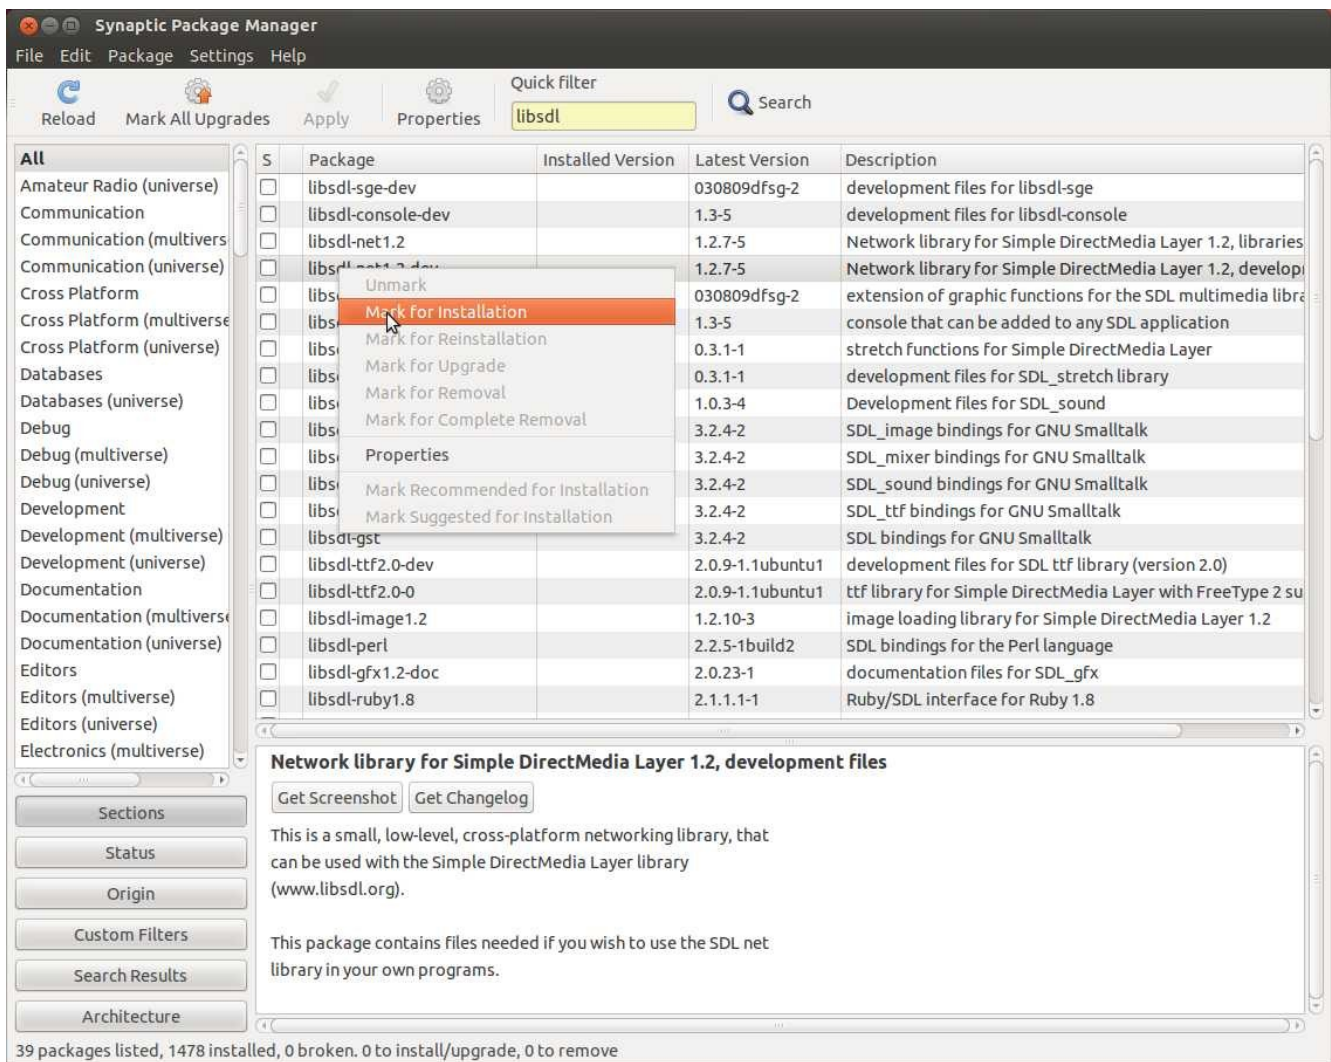 Synaptic Package Manager
File Edit Package Settings Help
Reload Mark All Upgrades Apply Properties Quick filter libsdl Search
All
Amateur Radio (universe)
Communication
Communication (multivers
Communication (universe)
Cross Platform
Cross Platform (multiverse
Cross Platform (universe)
Databases
Databases (universe)
Debug
Debug (multiverse)
Debug (universe)
Development
Development (multiverse)
Development (universe)
Documentation
Documentation (multivers
Documentation (universe)
Editors
Editors (multiverse)
Editors (universe)
Electronics (multiverse)
Sections
Status
Origin
Custom Filters
Search Results
Architecture
S Package Installed Version Latest Version Description
libsdl-sge-dev 030809dfsg-2 development files for libsdl-sge
libsdl-console-dev 1.3-5 development files for libsdl-console
libsdl-net1.2 1.2.7-5 Network library for Simple DirectMedia Layer 1.2, libraries
libsdl-net1.2-dev 1.2.7-5 Network library for Simple DirectMedia Layer 1.2, develop
libs 030809dfsg-2 extension of graphic functions for the SDL multimedia libra
libs 1.3-5 console that can be added to any SDL application
libs 0.3.1-1 stretch functions for Simple DirectMedia Layer
libs 0.3.1-1 development files for SDL_stretch library
libs 1.0.3-4 Development files for SDL_sound
libs 3.2.4-2 SDL_image bindings for GNU Smalltalk
libs 3.2.4-2 SDL_mixer bindings for GNU Smalltalk
libs 3.2.4-2 SDL_sound bindings for GNU Smalltalk
libs 3.2.4-2 SDL_ttf bindings for GNU Smalltalk
libsdl-gst 3.2.4-2 SDL bindings for GNU Smalltalk
libsdl-ttf2.0-dev 2.0.9-1.1ubuntu1 development files for SDL ttf library (version 2.0)
libsdl-ttf2.0-0 2.0.9-1.1ubuntu1 ttf library for Simple DirectMedia Layer with FreeType 2 su
libsdl-image1.2 1.2.10-3 image loading library for Simple DirectMedia Layer 1.2
libsdl-perl 2.2.5-1build2 SDL bindings for the Perl language
libsdl-gfx1.2-doc 2.0.23-1 documentation files for SDL_gfx
libsdl-ruby1.8 2.1.1.1-1 Ruby/SDL interface for Ruby 1.8
Unmark
Mark for Installation
Mark for Reinstallation
Mark for Upgrade
Mark for Removal
Mark for Complete Removal
Properties
Mark Recommended for Installation
Mark Suggested for Installation
Network library for Simple DirectMedia Layer 1.2, development files
Get Screenshot Get Changelog
This is a small, low-level, cross-platform networking library, that
can be used with the Simple DirectMedia Layer library
(www.libsdl.org).
This package contains files needed if you wish to use the SDL net
library in your own programs.
39 packages listed, 1478 installed, 0 broken. 0 to install/upgrade, 0 to remove